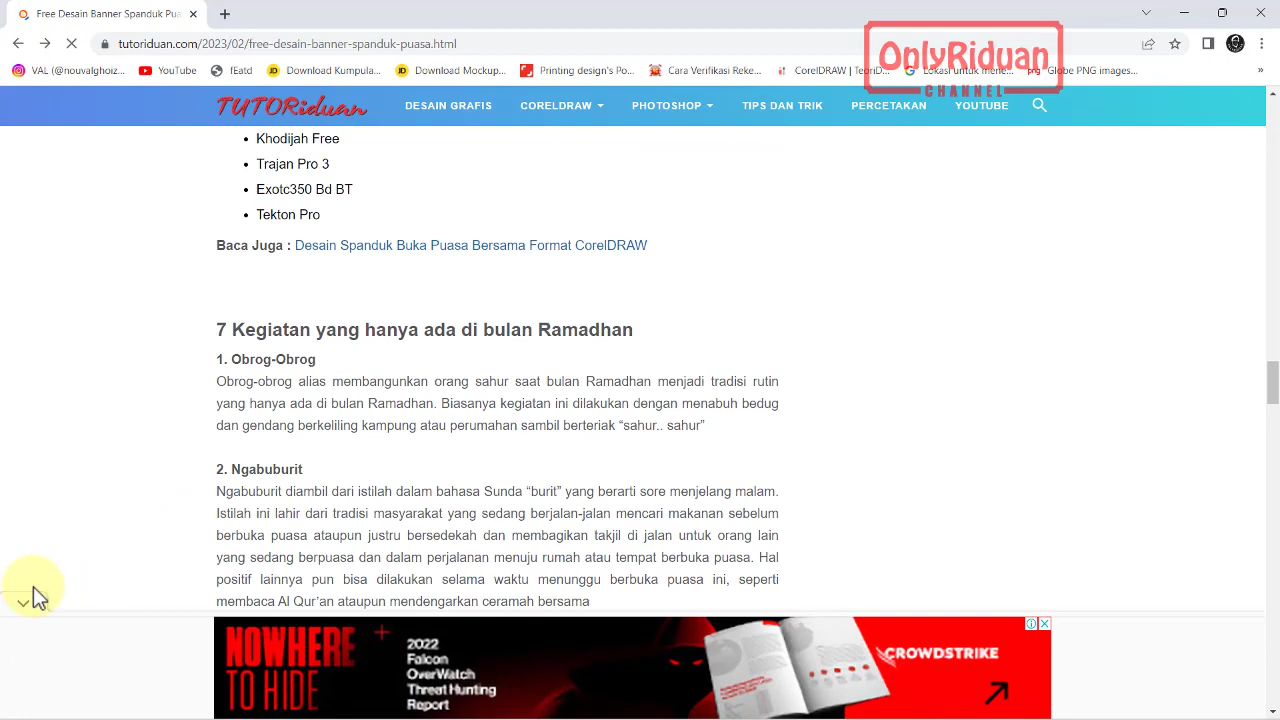 Free Desain Banner Spanduk Pua
tutoriduan.com/2023/02/free-desain-banner-spanduk-puasa.html
VAL (@nouvalghoiz...
YouTube
fEatd
Download Kumpula...
Download Mockup...
Printing design's Po...
Cara Verifikasi Reke...
CorelDRAW | TeoriD...
Lokasi untuk mene...
Globe PNG images...
»
OnlyRiduan
CHANNEL
TUTORiduan
DESAIN GRAFIS
CORELDRAW
PHOTOSHOP
TIPS DAN TRIK
PERCETAKAN
YOUTUBE
• Khodijah Free
• Trajan Pro 3
• Exotc350 Bd BT
• Tekton Pro
Baca Juga : Desain Spanduk Buka Puasa Bersama Format CorelDRAW
7 Kegiatan yang hanya ada di bulan Ramadhan
1. Obrog-Obrog
Obrog-obrog alias membangunkan orang sahur saat bulan Ramadhan menjadi tradisi rutin
yang hanya ada di bulan Ramadhan. Biasanya kegiatan ini dilakukan dengan menabuh bedug
dan gendang berkeliling kampung atau perumahan sambil berteriak “sahur.. sahur”
2. Ngabuburit
Ngabuburit diambil dari istilah dalam bahasa Sunda “burit” yang berarti sore menjelang malam.
Istilah ini lahir dari tradisi masyarakat yang sedang berjalan-jalan mencari makanan sebelum
berbuka puasa ataupun justru bersedekah dan membagikan takjil di jalan untuk orang lain
yang sedang berpuasa dan dalam perjalanan menuju rumah atau tempat berbuka puasa. Hal
positif lainnya pun bisa dilakukan selama waktu menunggu berbuka puasa ini, seperti
membaca Al Qur’an ataupun mendengarkan ceramah bersama
NOWHERE
TO HIDE
2022
Falcon
OverWatch
Threat Hunting
Report
CROWDSTRIKE